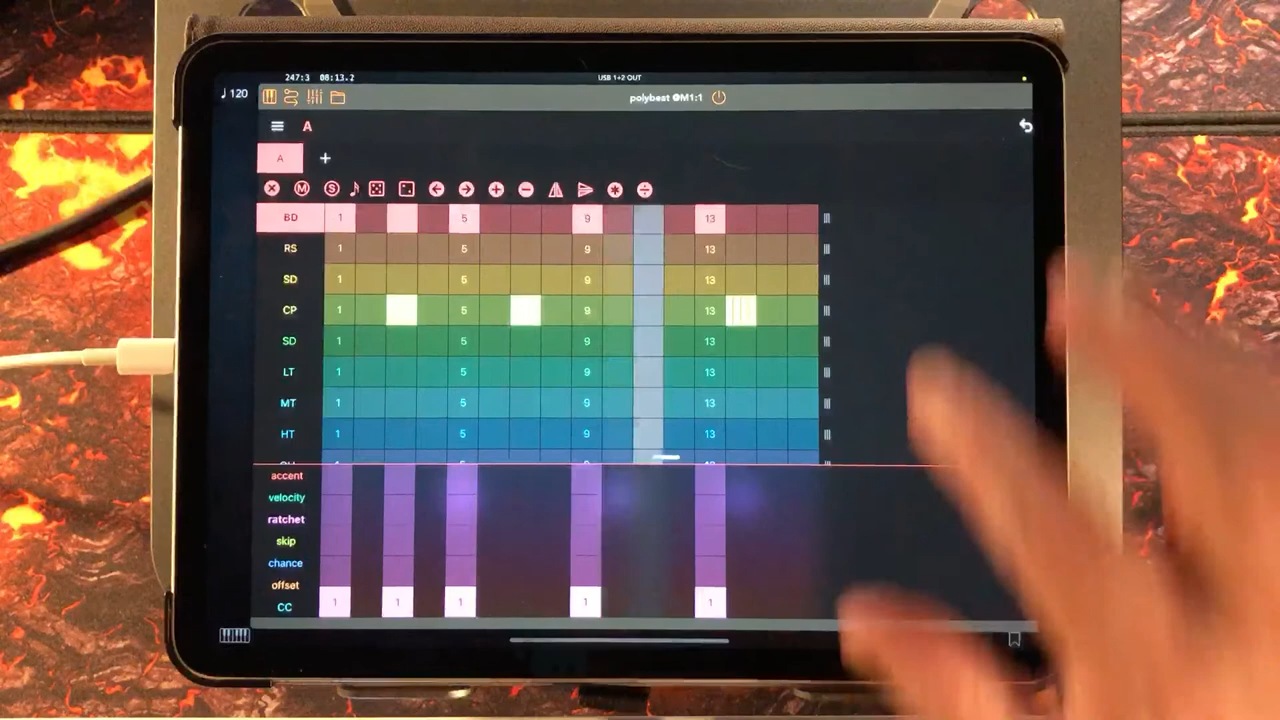 247:3 08:13.2 USB 1+2 OUT
♩120
polybeat @M1:1
A
A +
M S
BD 1 5 9 13
RS 1 5 9 13
SD 1 5 9 13
CP 1 5 9 13
SD 1 5 9 13
LT 1 5 9 13
MT 1 5 9 13
HT 1 5 9 13
accent
velocity
ratchet
skip
chance
offset
CC 1 1 1 1 1